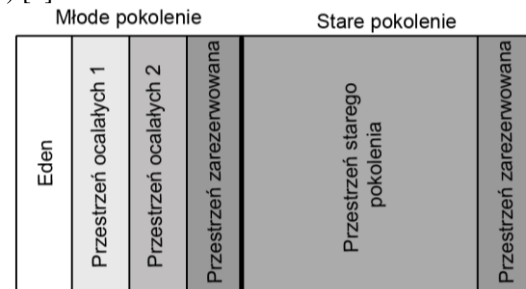 Młode pokolenie
Stare pokolenie
Eden
Przestrzeń ocalałych 1
Przestrzeń ocalałych 2
Przestrzeń zarezerwowana
Przestrzeń starego
pokolenia
Przestrzeń zarezerwowana